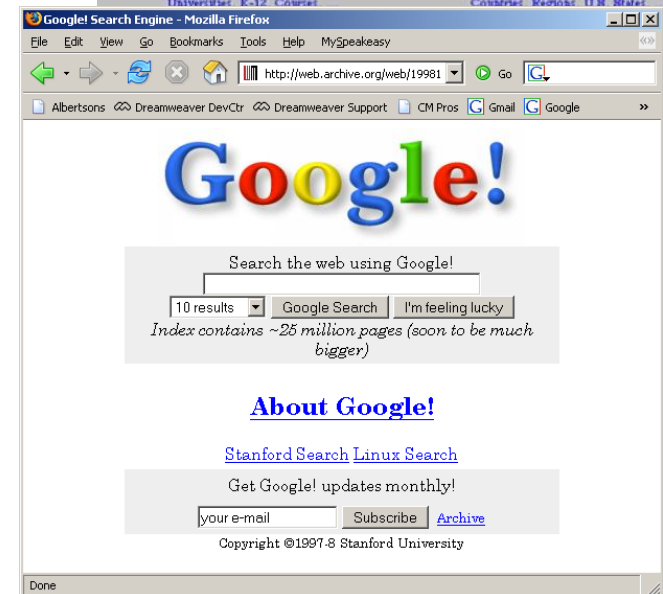 Universities, K-12, Courses... Countries, Regions, U.S. States...
Google! Search Engine - Mozilla Firefox
File Edit View Go Bookmarks Tools Help MySpeakeasy
http://web.archive.org/web/19981 Go G
Albertsons Dreamweaver DevCtr Dreamweaver Support CM Pros G Gmail G Google »
Google!
Search the web using Google!
10 results Google Search I'm feeling lucky
Index contains ~25 million pages (soon to be much
bigger)
About Google!
Stanford Search Linux Search
Get Google! updates monthly!
your e-mail Subscribe Archive
Copyright ©1997-8 Stanford University
Done